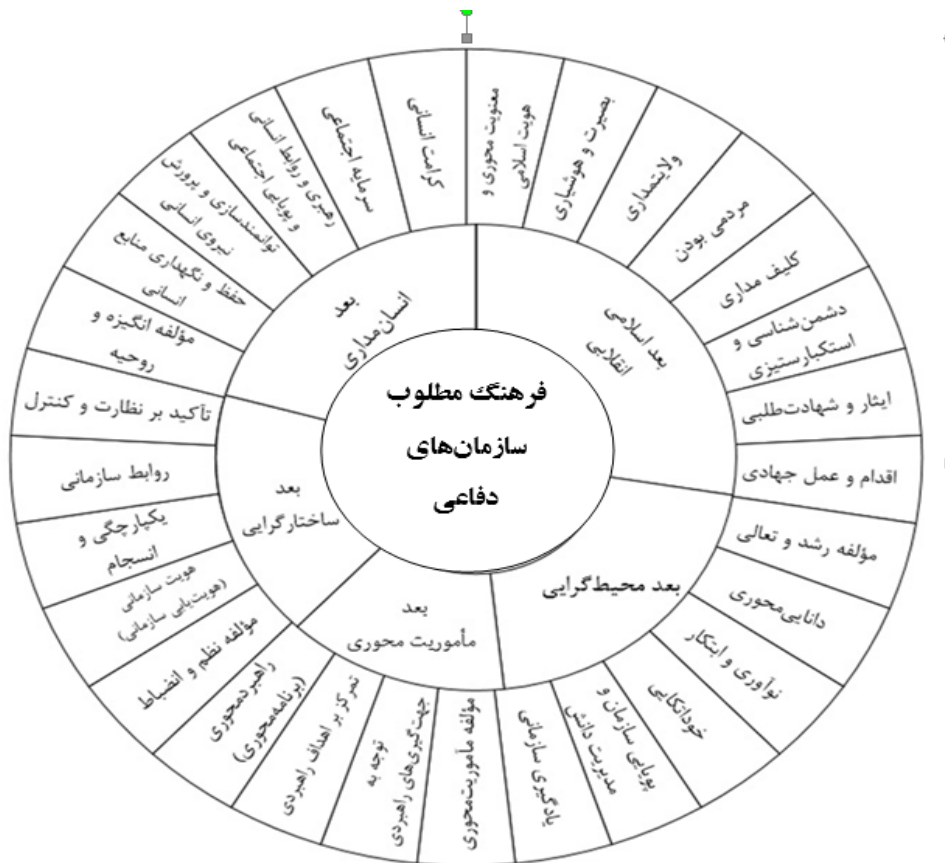 فرهنگ مطلوب
سازمان‌های
دفاعی
بعد اسلامی
انقلابی
معنویت محوری و
هویت اسلامی
بصیرت و هوشیاری
ولایتمداری
مردمی بودن
کلیف مداری
دشمن‌شناسی و
استکبارستیزی
ایثار و شهادت‌طلبی
اقدام و عمل جهادی
بعد محیط‌گرایی
مؤلفه رشد و تعالی
دانایی‌محوری
نوآوری و ابتکار
خوداتکایی
پویایی سازمان و
مدیریت دانش
یادگیری سازمانی
بعد
مأموریت محوری
مؤلفه مأموریت‌محوری
توجه به
جهت‌گیری‌های راهبردی
تمرکز بر اهداف راهبردی
راهبردمحوری
(برنامه‌محوری)
بعد
ساختارگرایی
مؤلفه نظم و انضباط
هویت سازمانی
(هویت‌یابی سازمانی)
یکپارچگی و
انسجام
روابط سازمانی
تأکید بر نظارت و کنترل
بعد
انسان‌مداری
مؤلفه انگیزه و
روحیه
حفظ و نگهداری منابع
انسانی
توانمندسازی و پرورش
نیروی انسانی
رهبری و روابط انسانی
و پویایی اجتماعی
سرمایه اجتماعی
کرامت انسانی